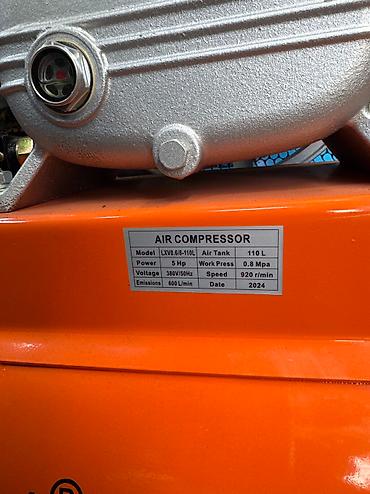 AIR COMPRESSOR
Model LXV0.6/8-110L Air Tank 110 L
Power 5 Hp Work Press 0.8 Mpa
Voltage 380V/50Hz Speed 920 r/min
Emissions 600 L/min Date 2024
®